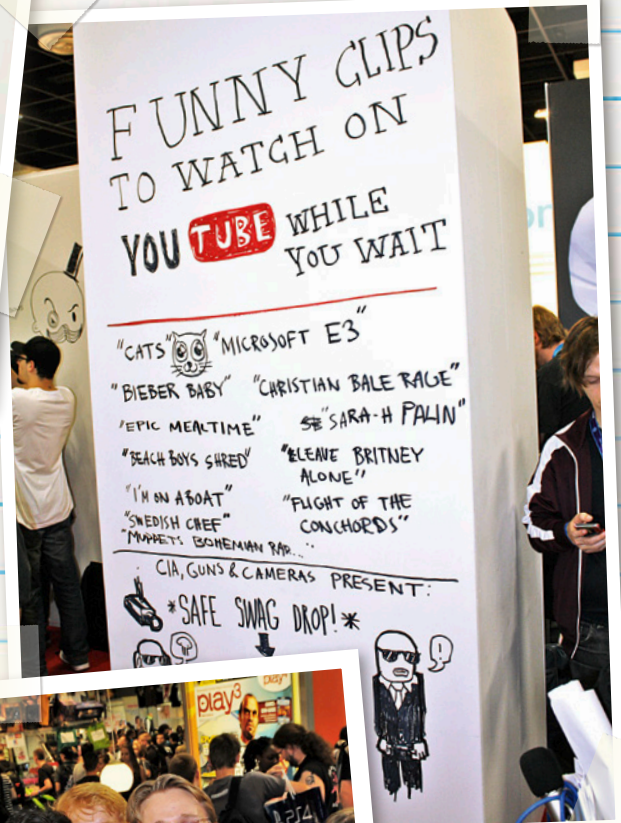 FUNNY CLIPS
TO WATCH ON
YOU TUBE WHILE
YOU WAIT
"CATS" "MICROSOFT E3"
"BIEBER BABY" "CHRISTIAN BALE RAGE"
"EPIC MEALTIME" "SARA-H PALIN"
"BEACH BOYS SHRED" "LEAVE BRITNEY
ALONE"
"I'M ON A BOAT" "FLIGHT OF THE
CONCHORDS"
"SWEDISH CHEF"
"MUPPETS BOHEMIAN RAP..."
CIA, GUNS & CAMERAS PRESENT:
*SAFE SWAG DROP!*
!
play3
PS4